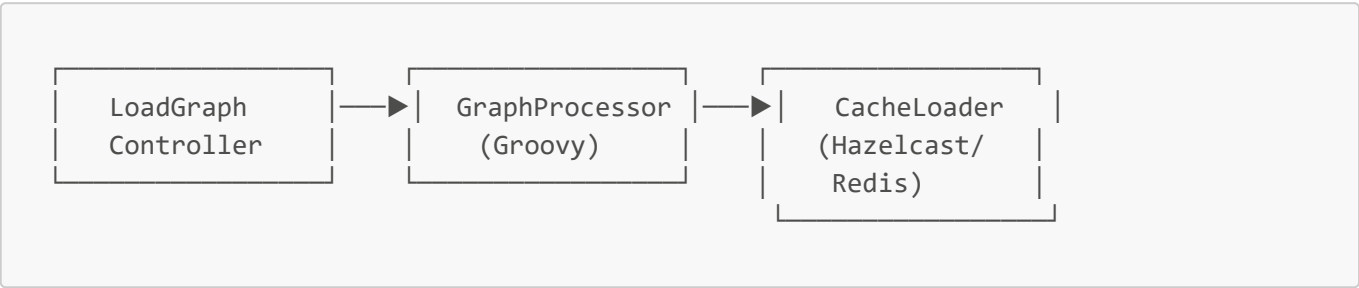 LoadGraph GraphProcessor CacheLoader
Controller (Groovy) (Hazelcast/
Redis)